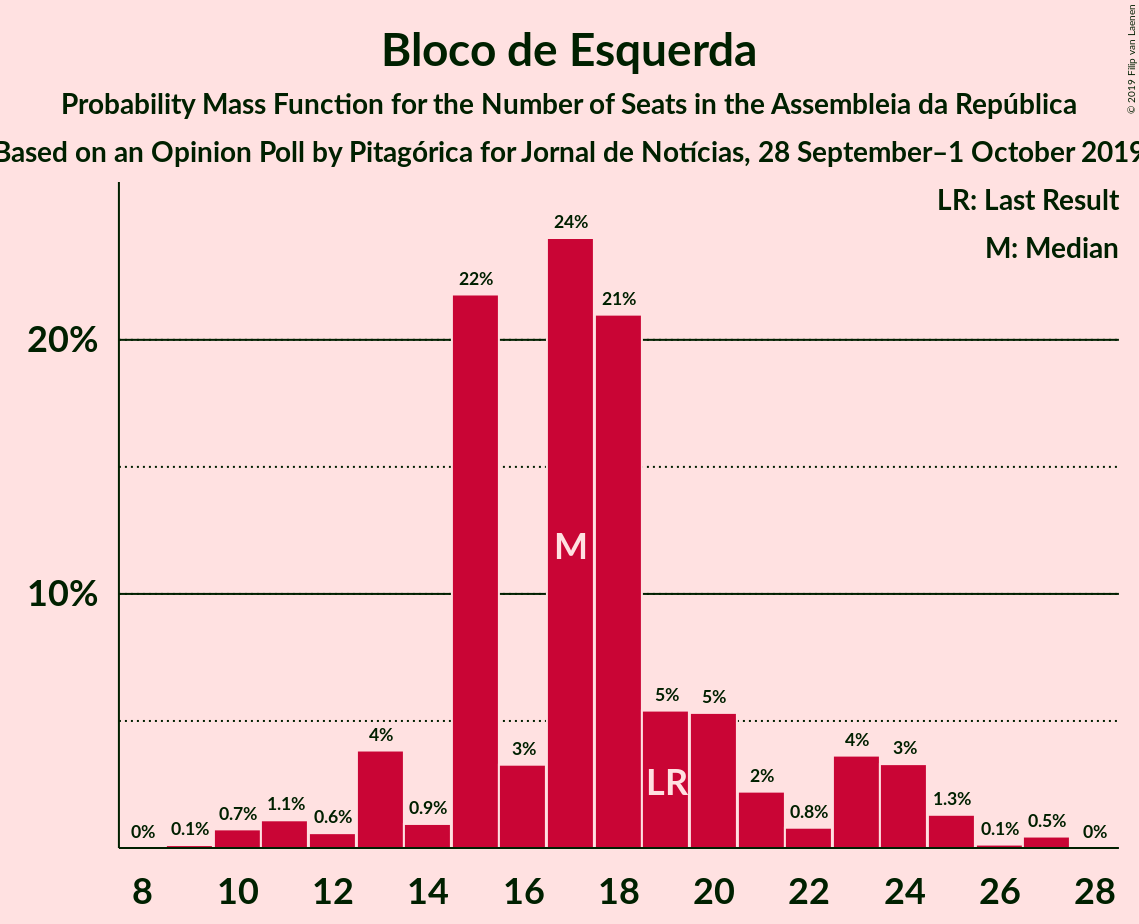 Bloco de Esquerda
Probability Mass Function for the Number of Seats in the Assembleia da República
Based on an Opinion Poll by Pitagórica for Jornal de Notícias, 28 September–1 October 2019
© 2019 Filip van Laenen
LR: Last Result
M: Median
24%
22%
21%
20%
15%
M
10%
5% 5%
4% 4%
3% 3%
LR
2%
1.3%
1.1%
0.9%
0.8%
0.7%
0.6%
0.5%
0.1% 0.1%
0% 0%
8 10 12 14 16 18 20 22 24 26 28